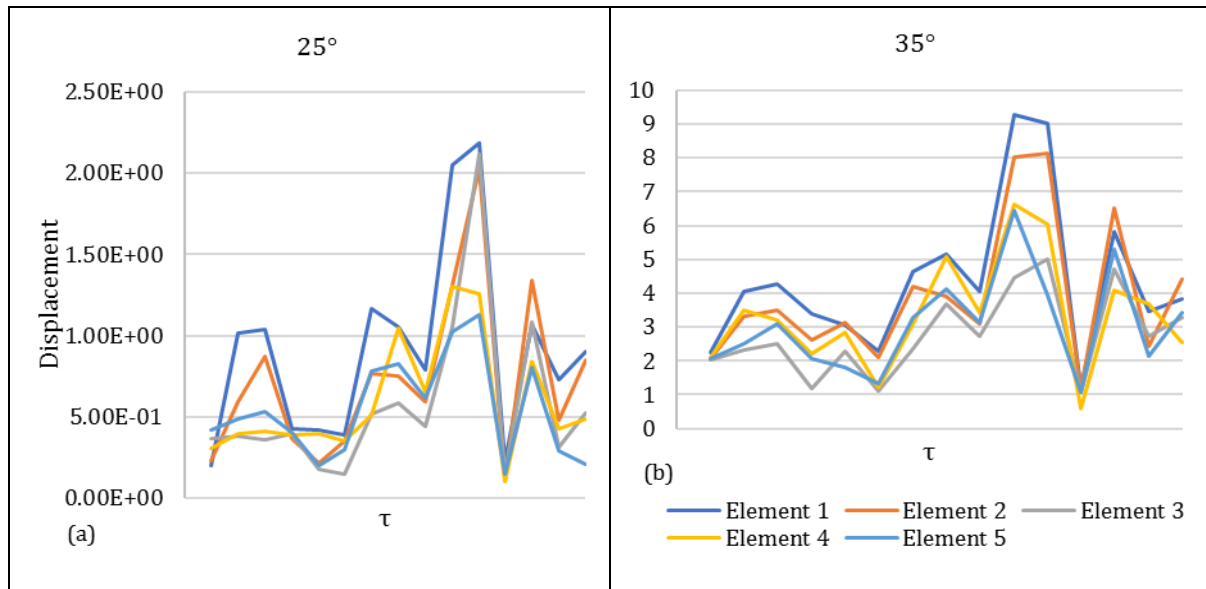 25°
2.50E+00
2.00E+00
1.50E+00
1.00E+00
5.00E-01
0.00E+00
Displacement
τ
(a)
35°
10
9
8
7
6
5
4
3
2
1
0
τ
(b)
Element 1 Element 2 Element 3
Element 4 Element 5